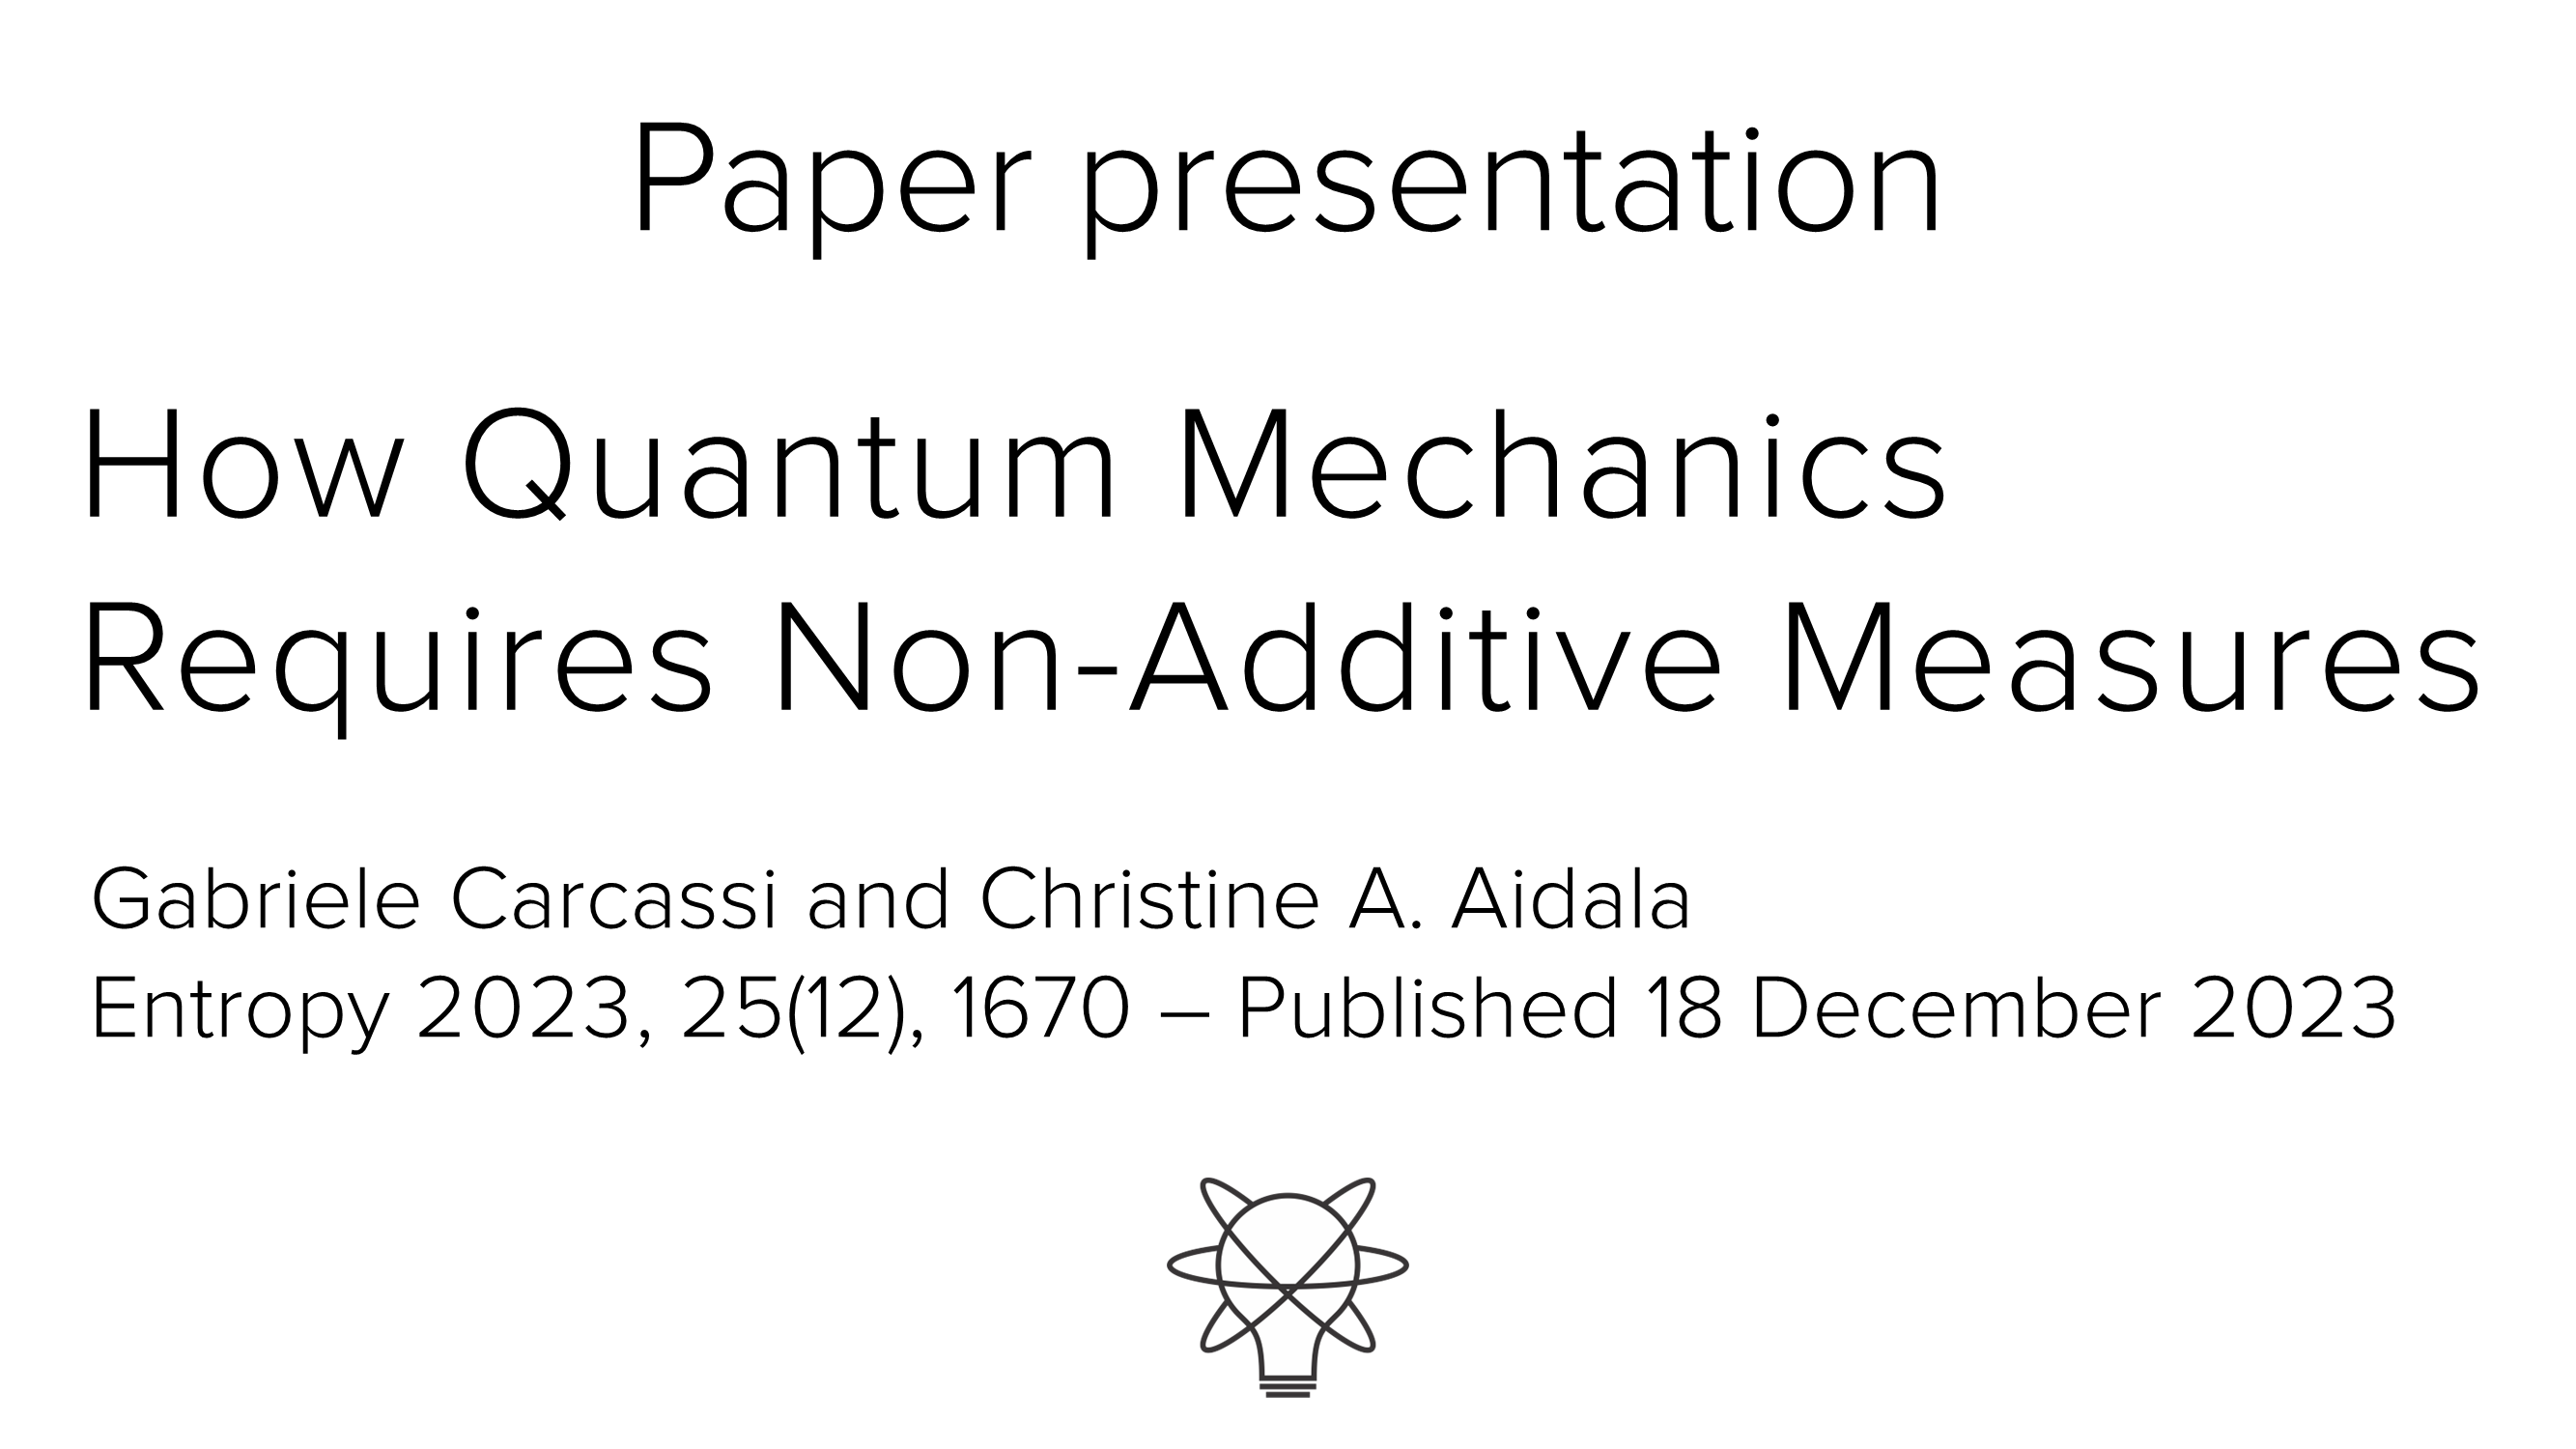 Paper presentation
How Quantum Mechanics
Requires Non-Additive Measures
Gabriele Carcassi and Christine A. Aidala
Entropy 2023, 25(12), 1670 – Published 18 December 2023